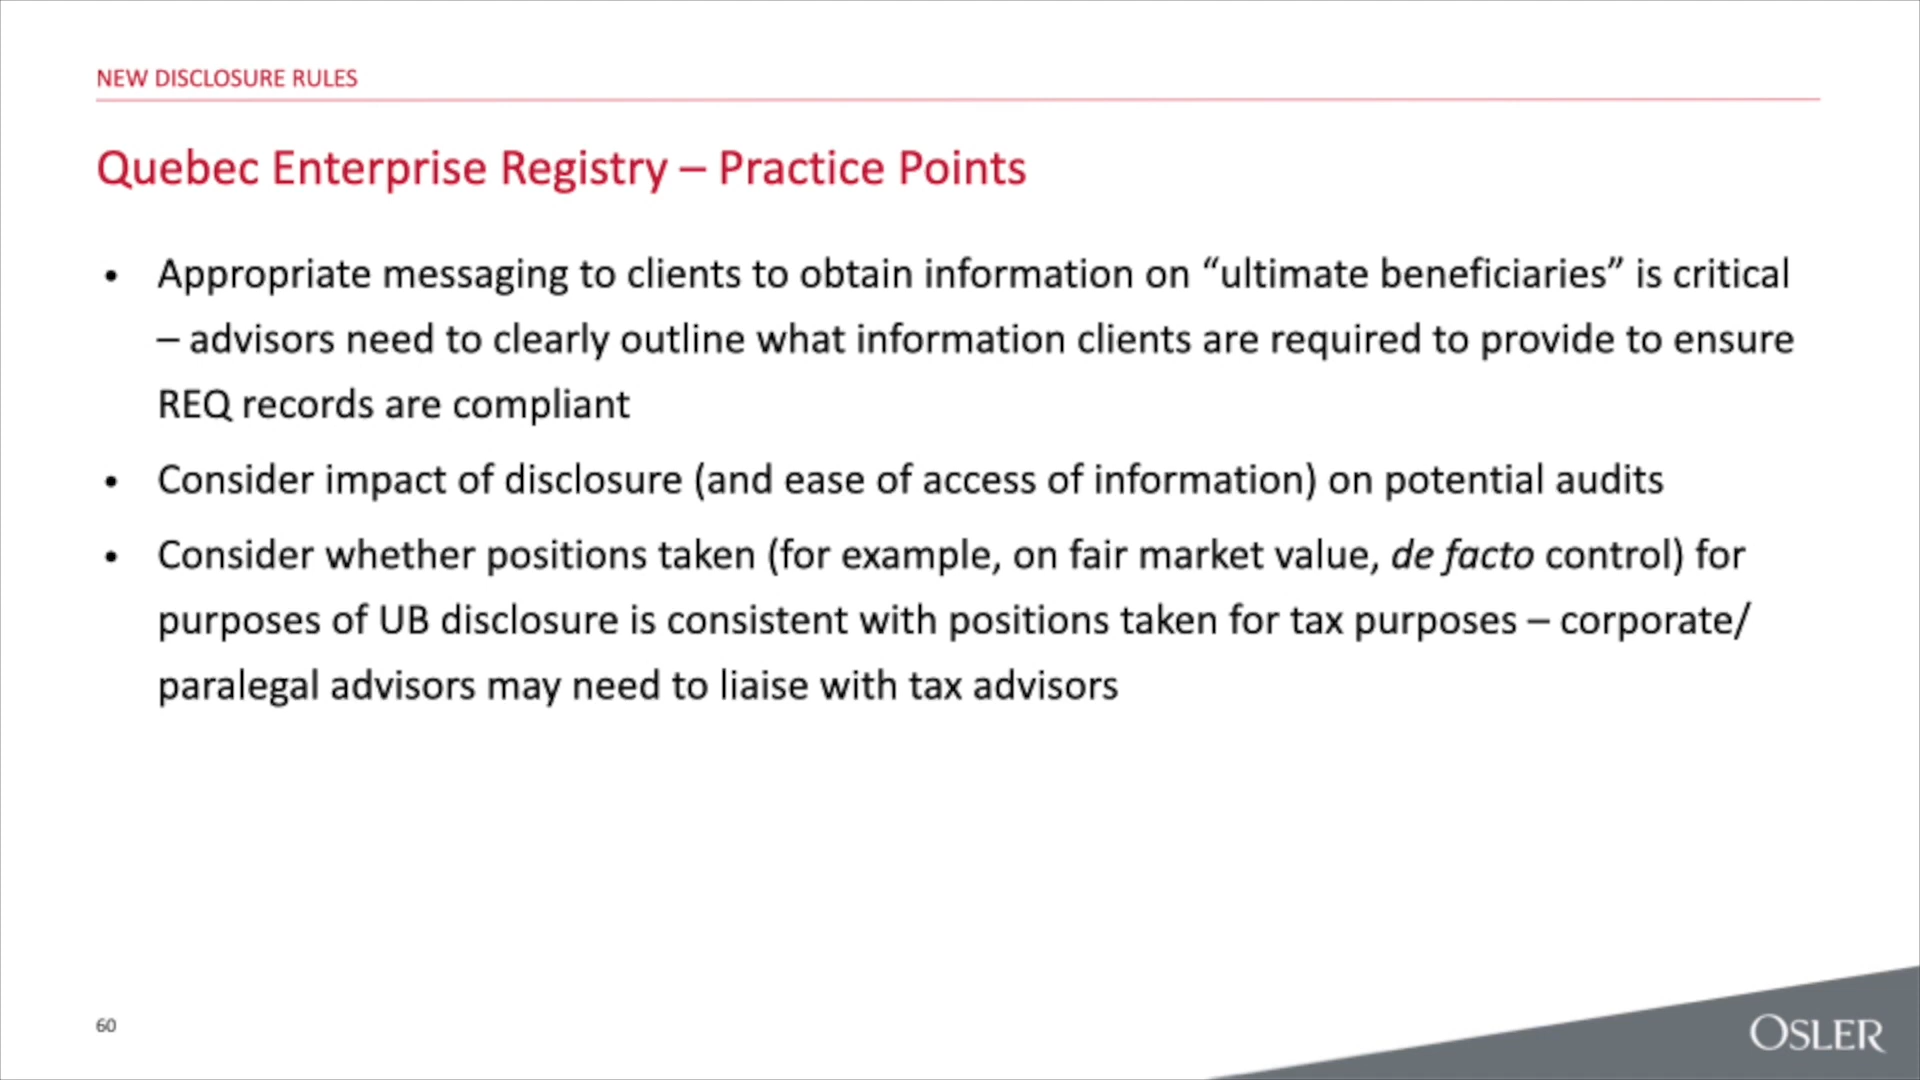 NEW DISCLOSURE RULES
Quebec Enterprise Registry – Practice Points
• Appropriate messaging to clients to obtain information on “ultimate beneficiaries” is critical
– advisors need to clearly outline what information clients are required to provide to ensure
REQ records are compliant
• Consider impact of disclosure (and ease of access of information) on potential audits
• Consider whether positions taken (for example, on fair market value, de facto control) for
purposes of UB disclosure is consistent with positions taken for tax purposes – corporate/
paralegal advisors may need to liaise with tax advisors
60
OSLER